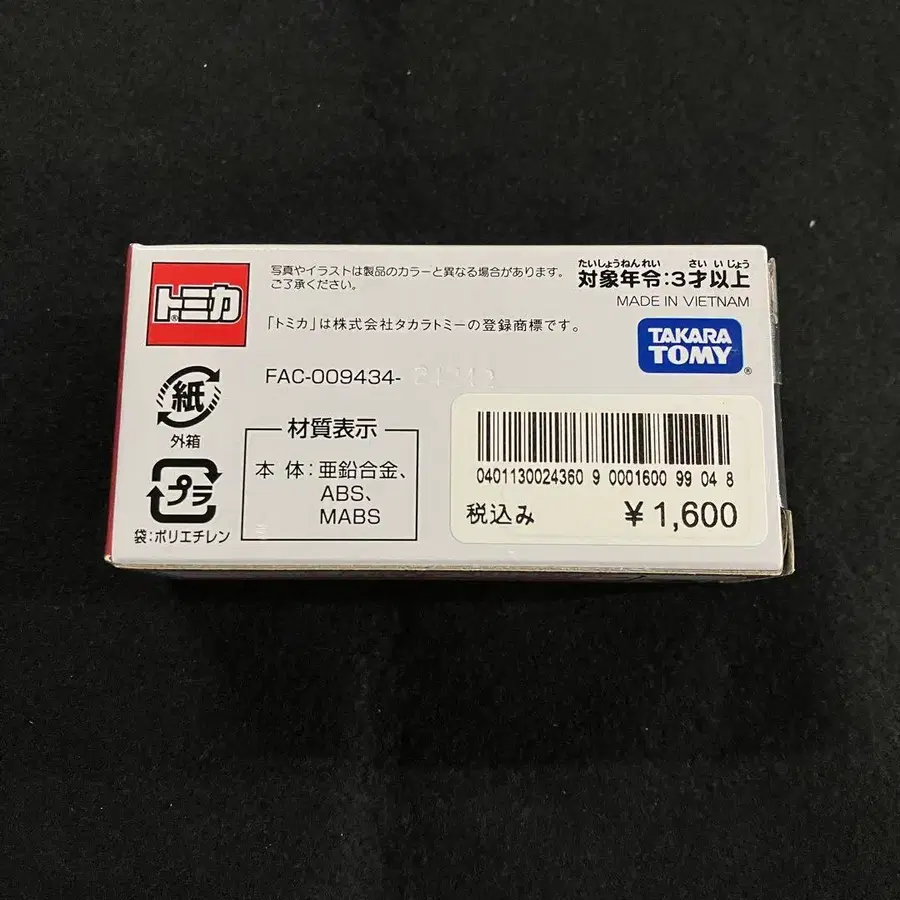 トミカ®
写真やイラストは製品のカラーと異なる場合があります。
ご了承ください。
「トミカ」は株式会社タカラトミーの登録商標です。
たいしょうねんれい さい いじょう
対象年令:3才以上
MADE IN VIETNAM
TAKARA
TOMY®
FAC-009434-
紙
外箱
プラ
袋:ポリエチレン
材質表示
本体:亜鉛合金、
ABS、
MABS
0401130024360 9 0001600 99 04 8
税込み ¥1,600